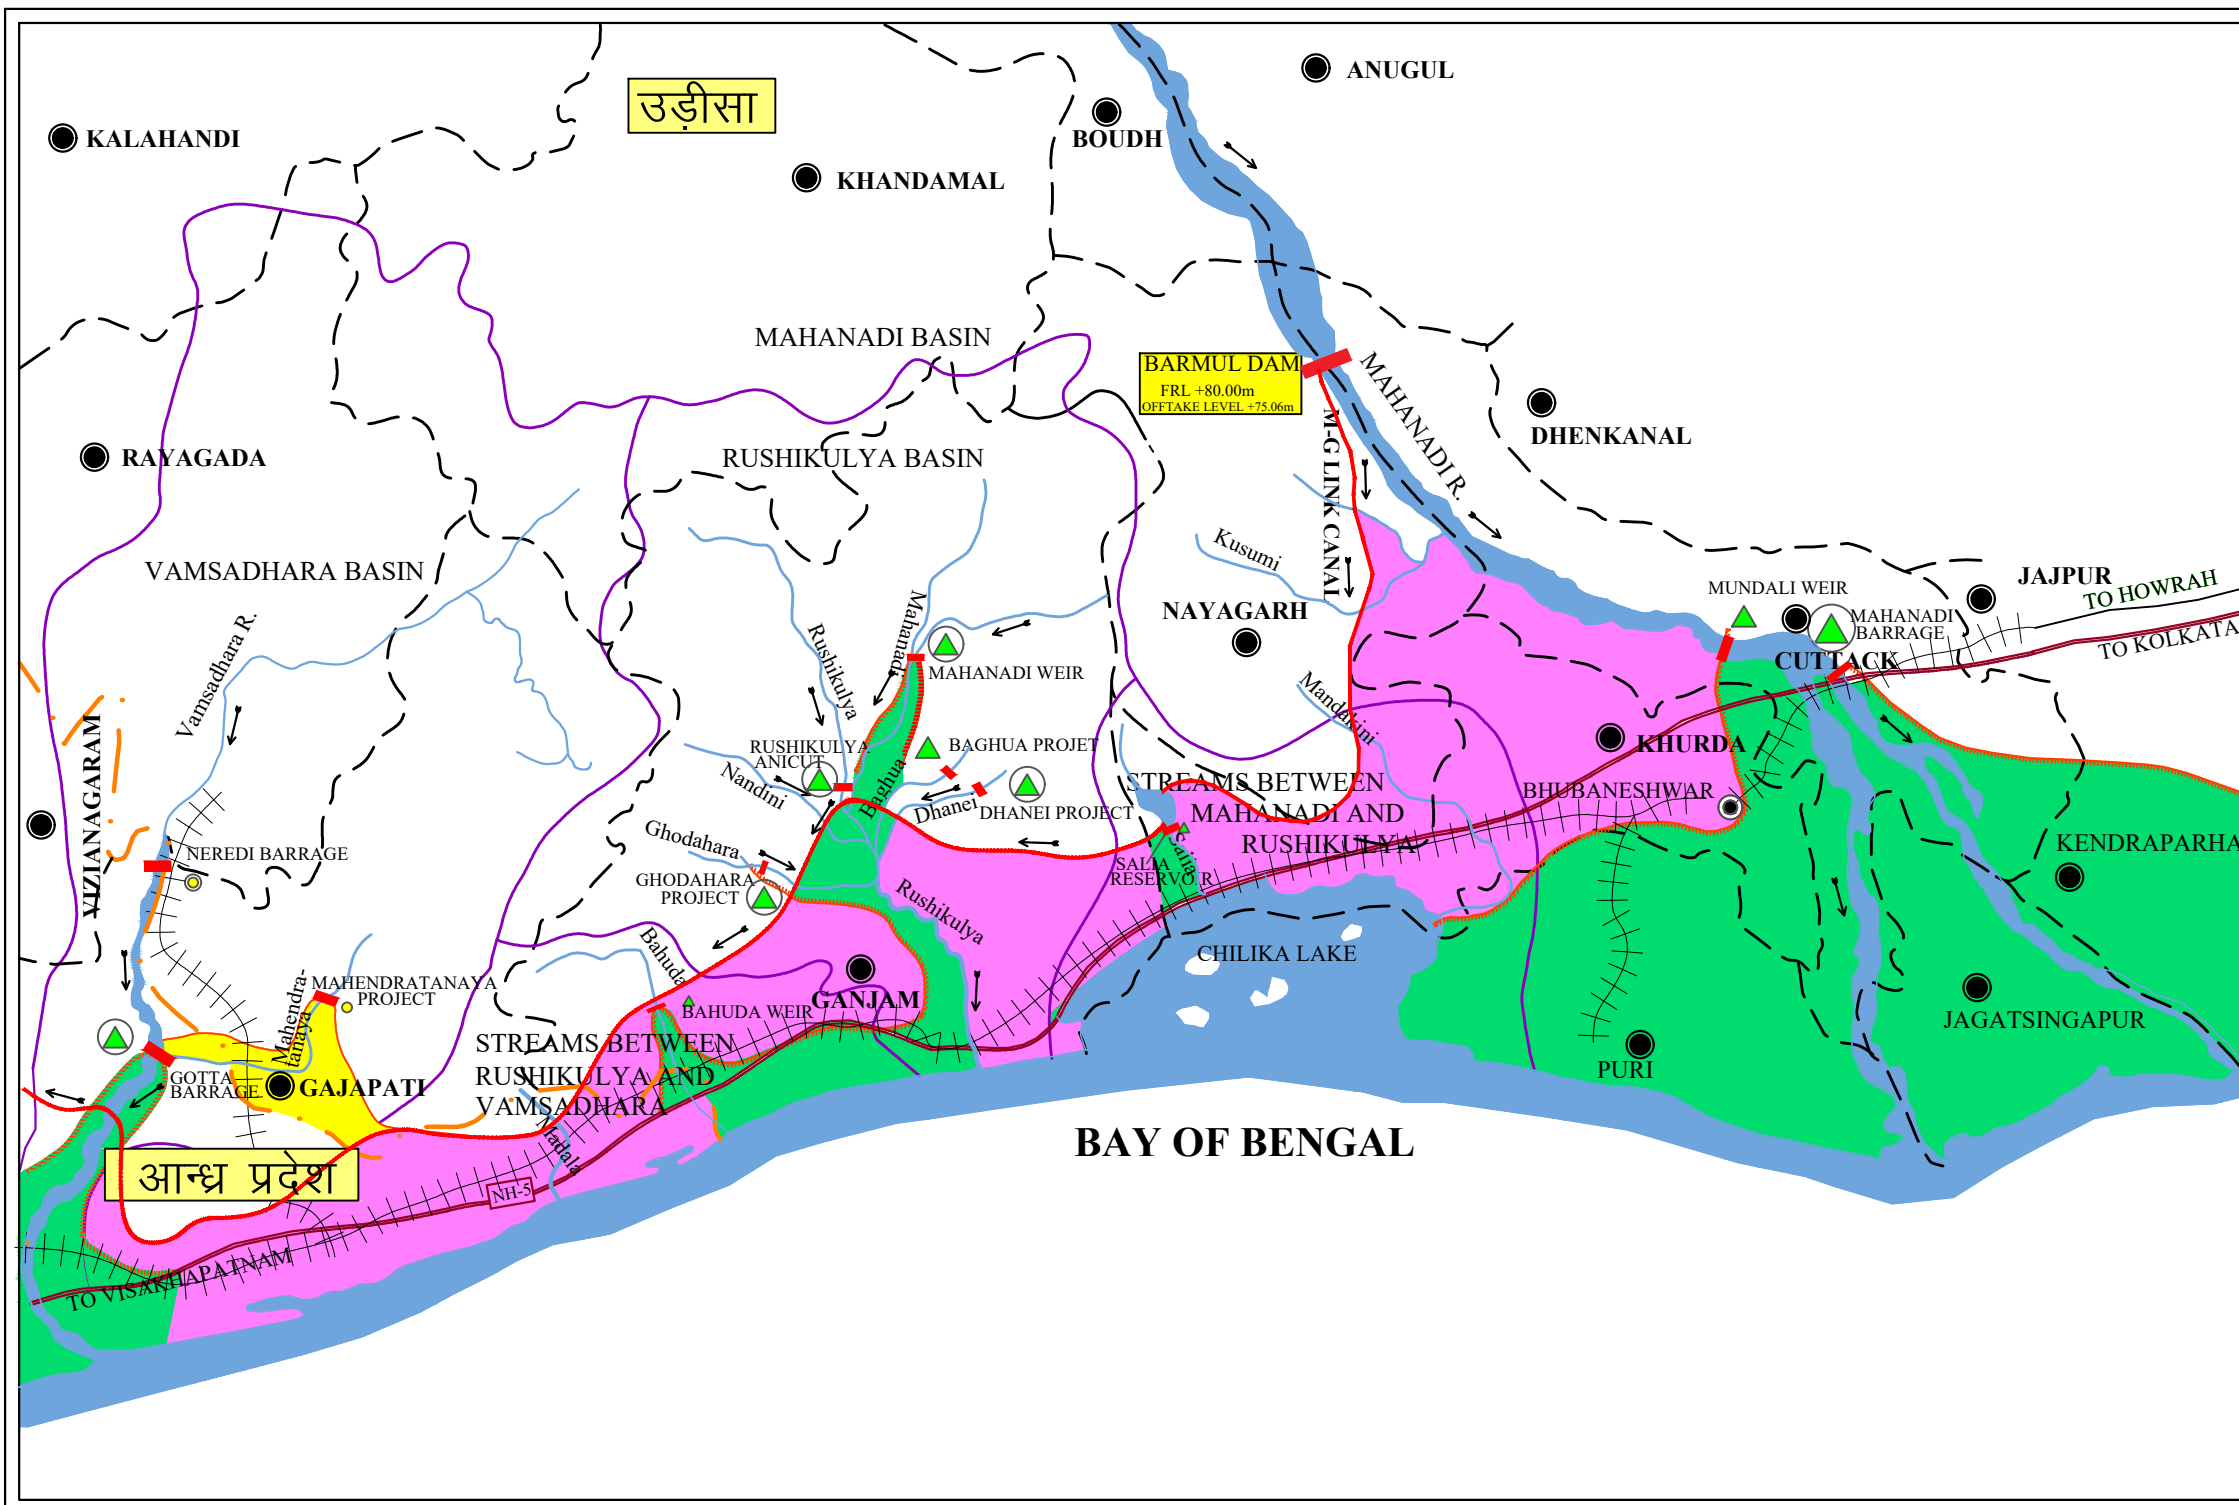 ANUGUL
उड़ीसा
BOUDH
KALAHANDI
KHANDAMAL
MAHANADI BASIN
BARMUL DAM
FRL +80.00m
OFFTAKE LEVEL +75.06m
MAHANADI R.
M-G LINK CANAL
DHENKANAL
RAYAGADA
RUSHIKULYA BASIN
VAMSADHARA BASIN
Kusumi
JAJPUR
TO HOWRAH
TO KOLKATA
MUNDALI WEIR
MAHANADI
BARRAGE
CUTTACK
NAYAGARH
Vamsadhara R.
Rushikulya
Mahanadi
MAHANADI WEIR
Mandakini
VIZIANAGARAM
RUSHIKULYA
ANICUT
BAGHUA PROJET
KHURDA
Nandini
Baghua
Dhanei
DHANEI PROJECT
STREAMS BETWEEN
MAHANADI AND
RUSHIKULYA
BHUBANESHWAR
Ghodahara
NEREDI BARRAGE
GHODAHARA
PROJECT
SALIA
RESERVOIR
Salia
KENDRAPARHA
Rushikulya
Bahuda
CHILIKA LAKE
MAHENDRATANAYA
PROJECT
Mahendra-
tanaya
GANJAM
BAHUDA WEIR
JAGATSINGAPUR
STREAMS BETWEEN
RUSHIKULYA AND
VAMSADHARA
GOTTA
BARRAGE
GAJAPATI
PURI
Madala
BAY OF BENGAL
आन्ध्र प्रदेश
NH-5
TO VISAKHAPATNAM